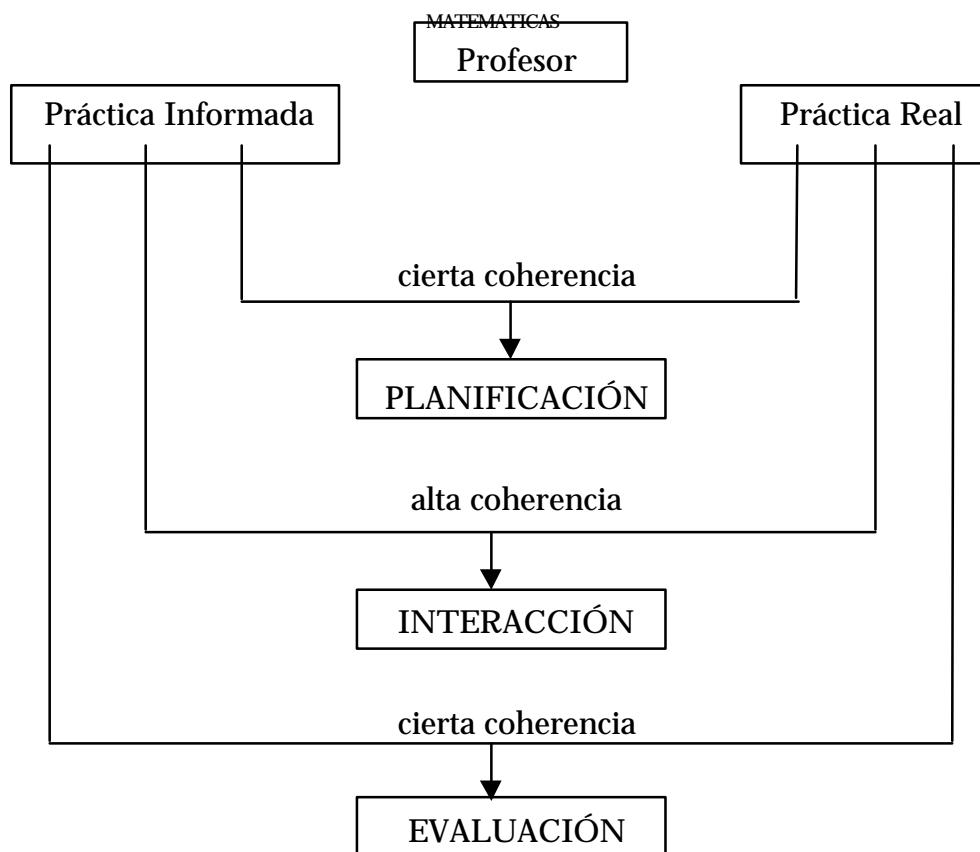 MATEMATICAS
Profesor
Práctica Informada
Práctica Real
cierta coherencia
PLANIFICACIÓN
alta coherencia
INTERACCIÓN
cierta coherencia
EVALUACIÓN